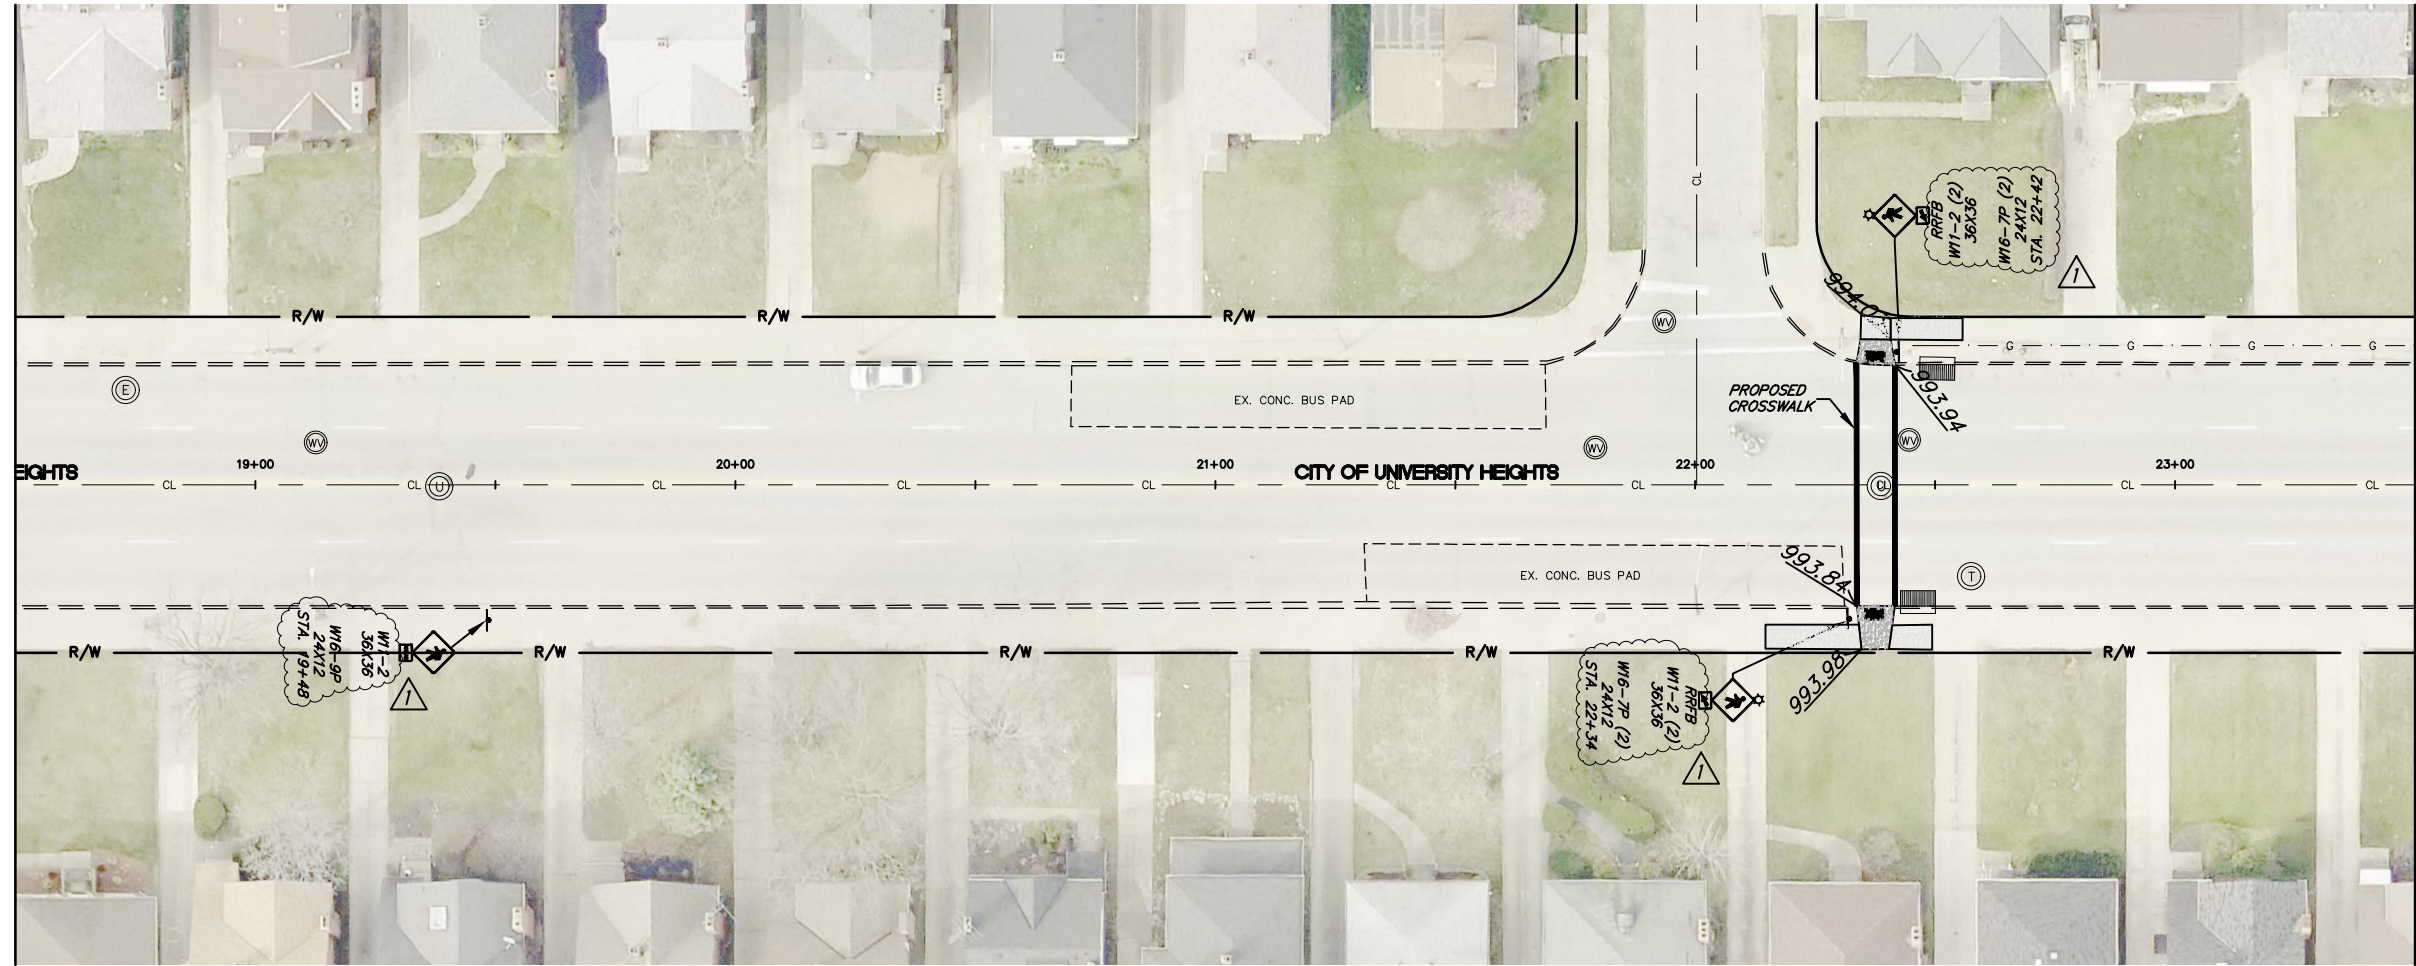 RRFB
W11-2 (2)
36X36
W16-7P (2)
24X12
STA. 22+42
1
CL
994.0
R/W
R/W
R/W
WV
G
G
G
G
E
EX. CONC. BUS PAD
PROPOSED
CROSSWALK
993.94
WV
WV
WV
EIGHTS
19+00
20+00
21+00
CITY OF UNIVERSITY HEIGHTS
22+00
23+00
CL
CL
U
CL
CL
CL
CL
CL
CL
CL
993.84
EX. CONC. BUS PAD
T
R/W
R/W
R/W
R/W
R/W
W11-2
36X36
W16-9P
24X12
STA. 19+48
1
993.98
RRFB
W11-2 (2)
36X36
W16-7P (2)
24X12
STA. 22+34
1